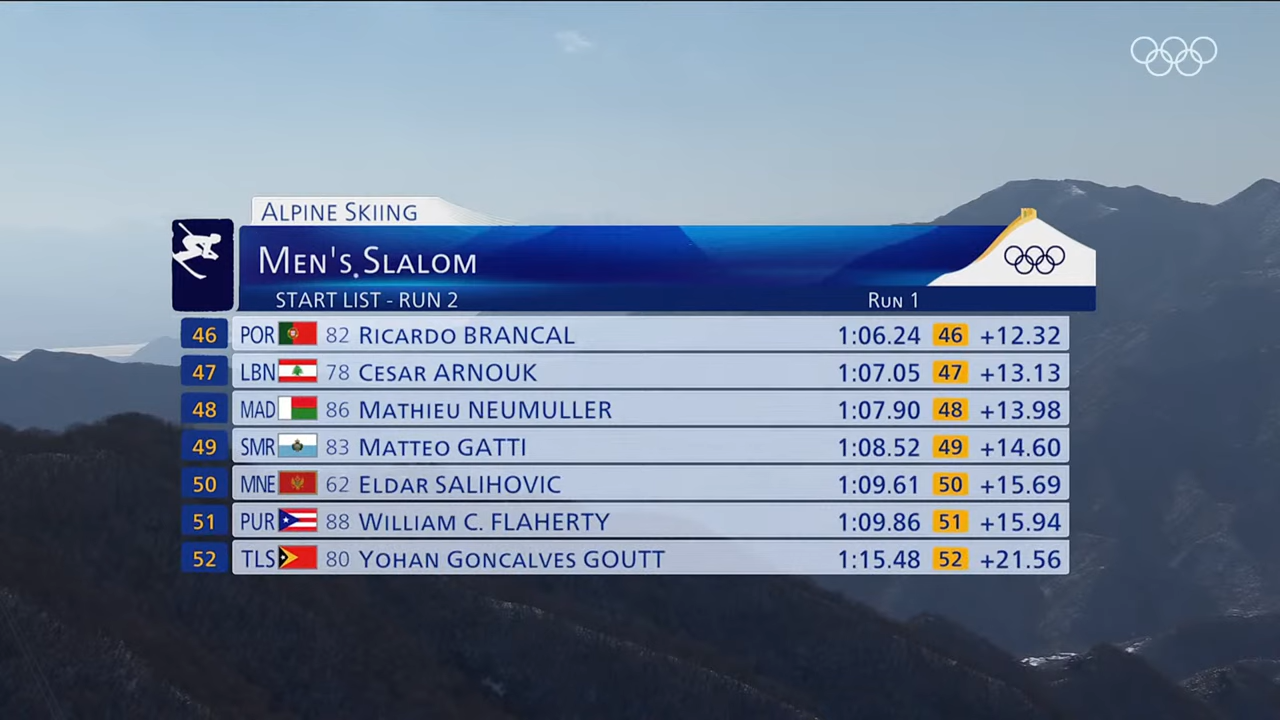 ALPINE SKIING
MEN'S SLALOM
START LIST - RUN 2 RUN 1
46 POR 82 RICARDO BRANCAL 1:06.24 46 +12.32
47 LBN 78 CESAR ARNOUK 1:07.05 47 +13.13
48 MAD 86 MATHIEU NEUMULLER 1:07.90 48 +13.98
49 SMR 83 MATTEO GATTI 1:08.52 49 +14.60
50 MNE 62 ELDAR SALIHOVIC 1:09.61 50 +15.69
51 PUR 88 WILLIAM C. FLAHERTY 1:09.86 51 +15.94
52 TLS 80 YOHAN GONCALVES GOUTT 1:15.48 52 +21.56